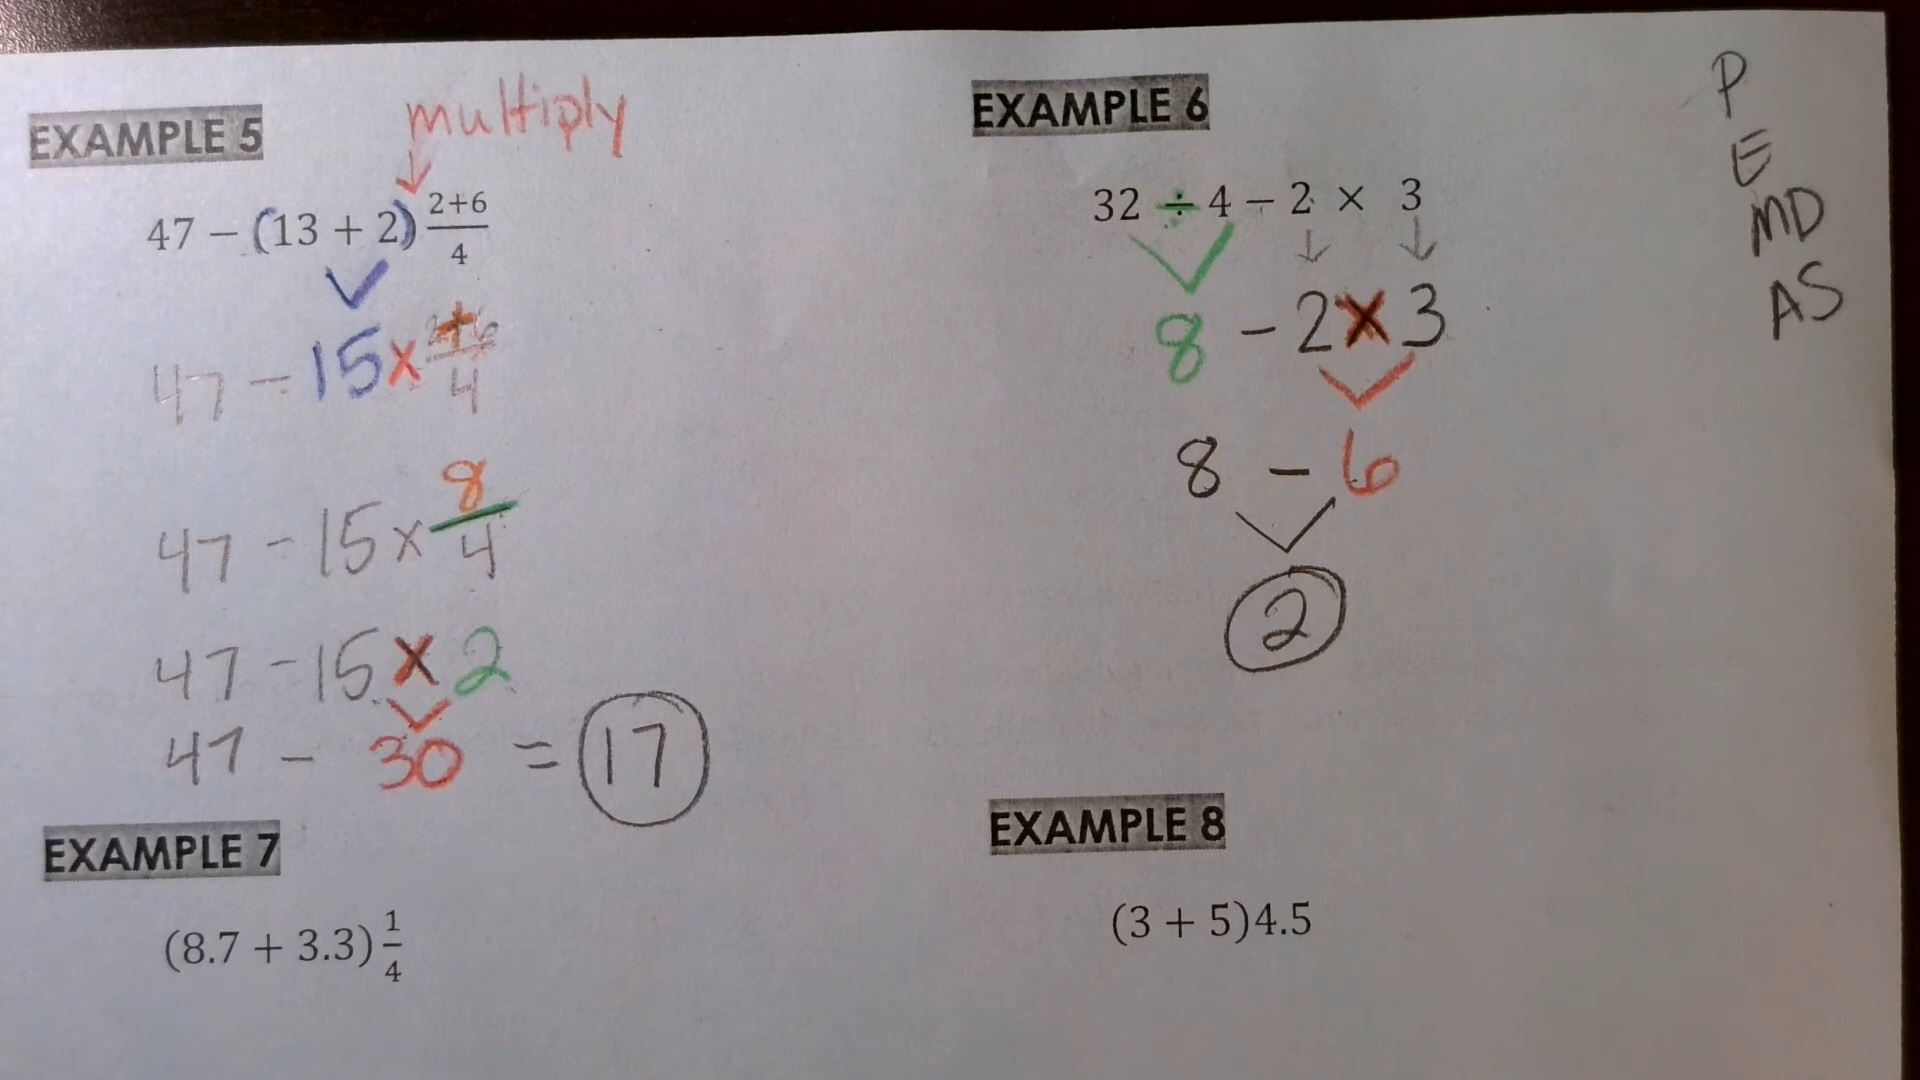 EXAMPLE 5
multiply
47 − (13 + 2) 2+6/4
47 − 15 × 2+6/4
47 − 15 × 8/4
47 − 15 × 2
47 − 30 = 17
EXAMPLE 6
32 ÷ 4 − 2 × 3
8 − 2 × 3
8 − 6
2
P
E
MD
AS
EXAMPLE 7
(8.7 + 3.3) 1/4
EXAMPLE 8
(3 + 5)4.5